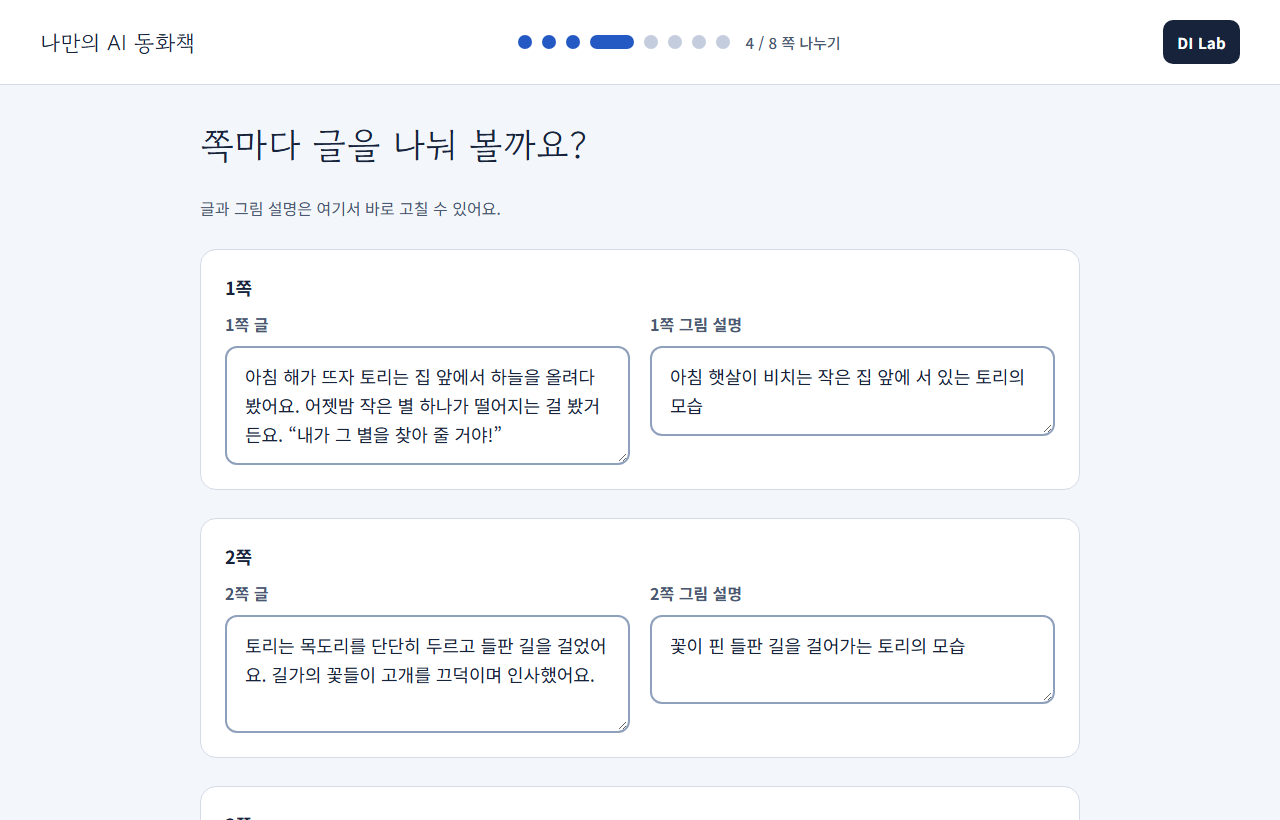 나만의 AI 동화책
4 / 8 쪽 나누기
DI Lab
쪽마다 글을 나눠 볼까요?
글과 그림 설명은 여기서 바로 고칠 수 있어요.
1쪽
1쪽 글
아침 해가 뜨자 토리는 집 앞에서 하늘을 올려다
봤어요. 어젯밤 작은 별 하나가 떨어지는 걸 봤거
든요. “내가 그 별을 찾아 줄 거야!”
1쪽 그림 설명
아침 햇살이 비치는 작은 집 앞에 서 있는 토리의
모습
2쪽
2쪽 글
토리는 목도리를 단단히 두르고 들판 길을 걸었어
요. 길가의 꽃들이 고개를 끄덕이며 인사했어요.
2쪽 그림 설명
꽃이 핀 들판 길을 걸어가는 토리의 모습